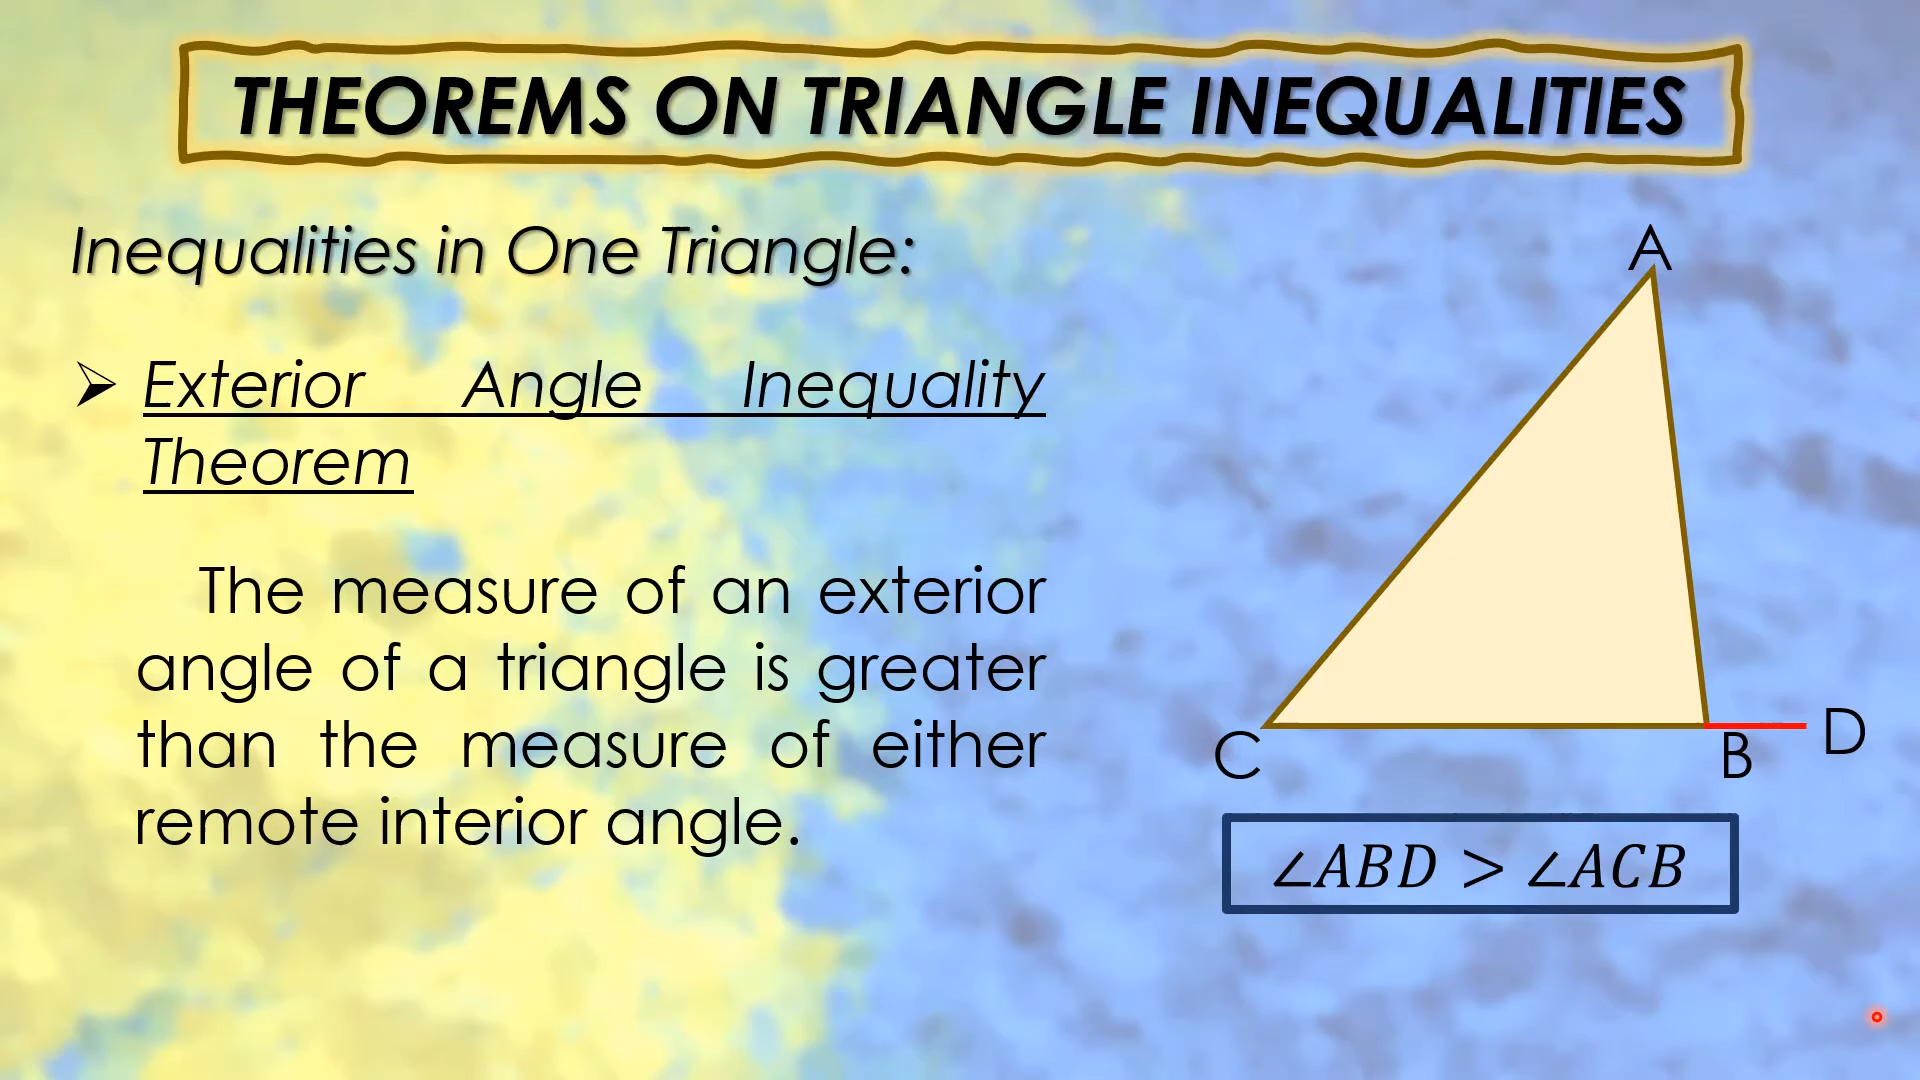 THEOREMS ON TRIANGLE INEQUALITIES
Inequalities in One Triangle:
➢ Exterior Angle Inequality
Theorem
The measure of an exterior
angle of a triangle is greater
than the measure of either
remote interior angle.
A
C
B
D
∠ABD > ∠ACB